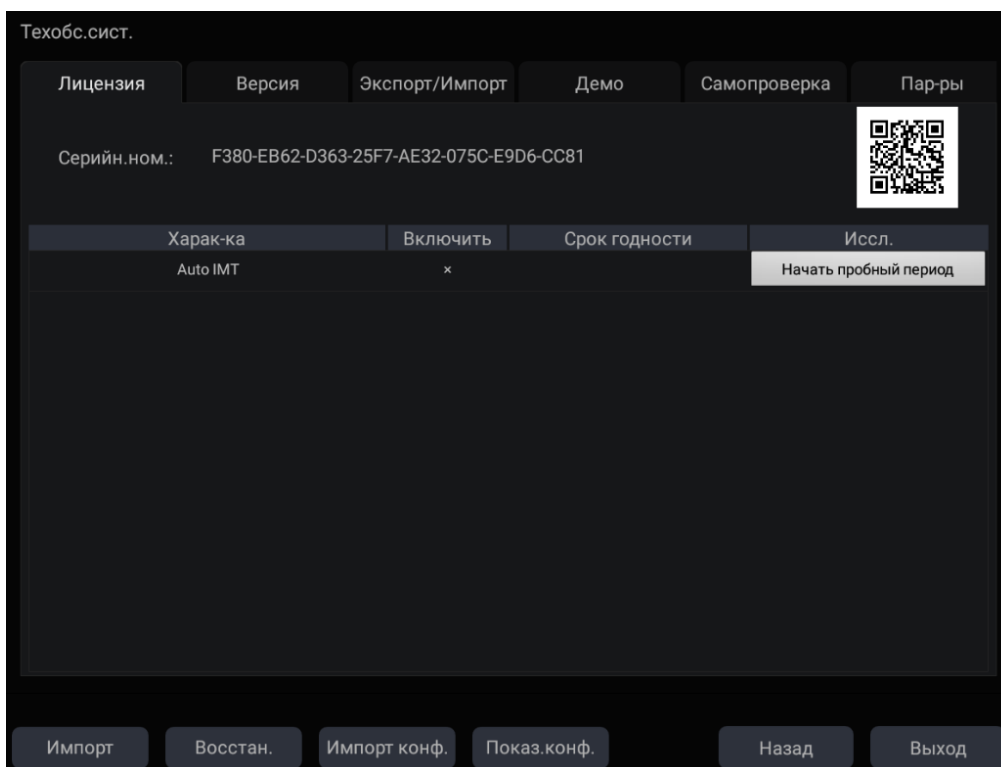 Техобс.сист.
Лицензия Версия Экспорт/Импорт Демо Самопроверка Пар-ры
Серийн.ном.: F380-EB62-D363-25F7-AE32-075C-E9D6-CC81
Харак-ка Включить Срок годности Иссл.
Auto IMT × Начать пробный период
Импорт Восстан. Импорт конф. Показ.конф. Назад Выход